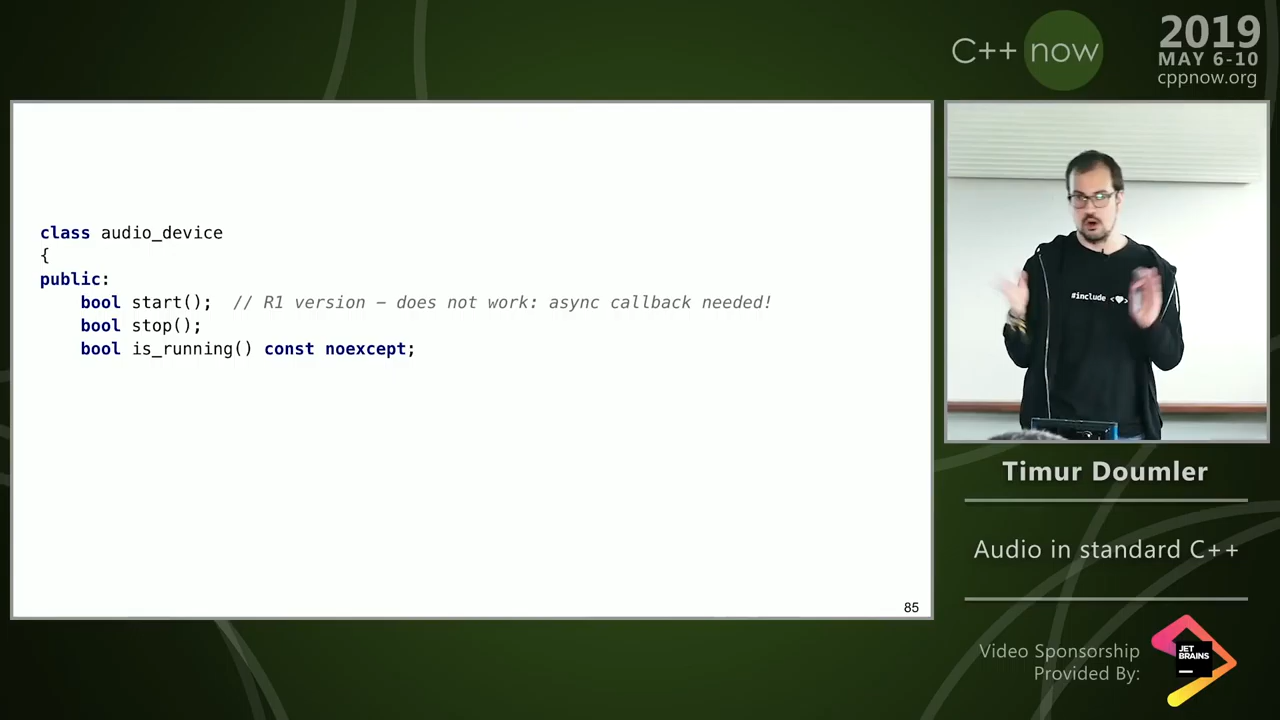 C++ now
2019
MAY 6-10
cppnow.org
class audio_device
{
public:
    bool start();  // R1 version – does not work: async callback needed!
    bool stop();
    bool is_running() const noexcept;
85
#include <🖤>
Timur Doumler
Audio in standard C++
Video Sponsorship
Provided By:
JET
BRAINS